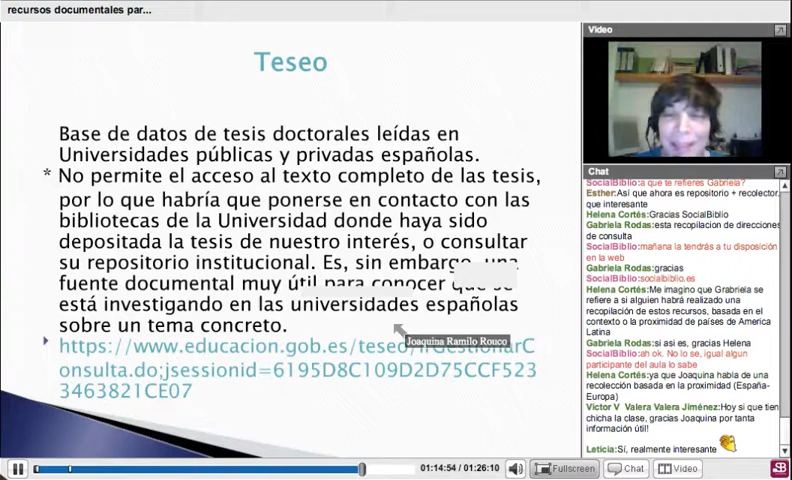 recursos documentales par...
Teseo
Base de datos de tesis doctorales leídas en
Universidades públicas y privadas españolas.
* No permite el acceso al texto completo de las tesis,
por lo que habría que ponerse en contacto con las
bibliotecas de la Universidad donde haya sido
depositada la tesis de nuestro interés, o consultar
su repositorio institucional. Es, sin embargo, una
fuente documental muy útil para conocer que se
está investigando en las universidades españolas
sobre un tema concreto.
https://www.educacion.gob.es/teseo/irGestionarC
onsulta.do;jsessionid=6195D8C109D2D75CCF523
3463821CE07
Joaquina Ramilo Rouco
Video
Chat
SocialBiblio:a que te refieres Gabriela?
Esther:Así que ahora es repositorio + recolector,
que interesante
Helena Cortés:Gracias SocialBiblio
Gabriela Rodas:esta recopilacion de direcciones
de consulta
SocialBiblio:mañana la tendrás a tu disposición
en la web
Gabriela Rodas:gracias
SocialBiblio:socialbiblio.es
Helena Cortés:Me imagino que Grabriela se
refiere a si alguien habrá realizado una
recopilación de estos recursos, basada en el
contexto o la proximidad de países de America
Latina
Gabriela Rodas:si asi es, gracias Helena
SocialBiblio:ah ok. No lo se, igual algun
participante del aula lo sabe
Helena Cortés:ya que Joaquina habla de una
recolección basada en la proximidad (España-
Europa)
Victor V Valera Valera Jiménez:Hoy si que tien
chicha la clase, gracias Joaquina por tanta
información útil!
Leticia:Sí, realmente interesante
01:14:54 / 01:26:10
Fullscreen
Chat
Video
SB